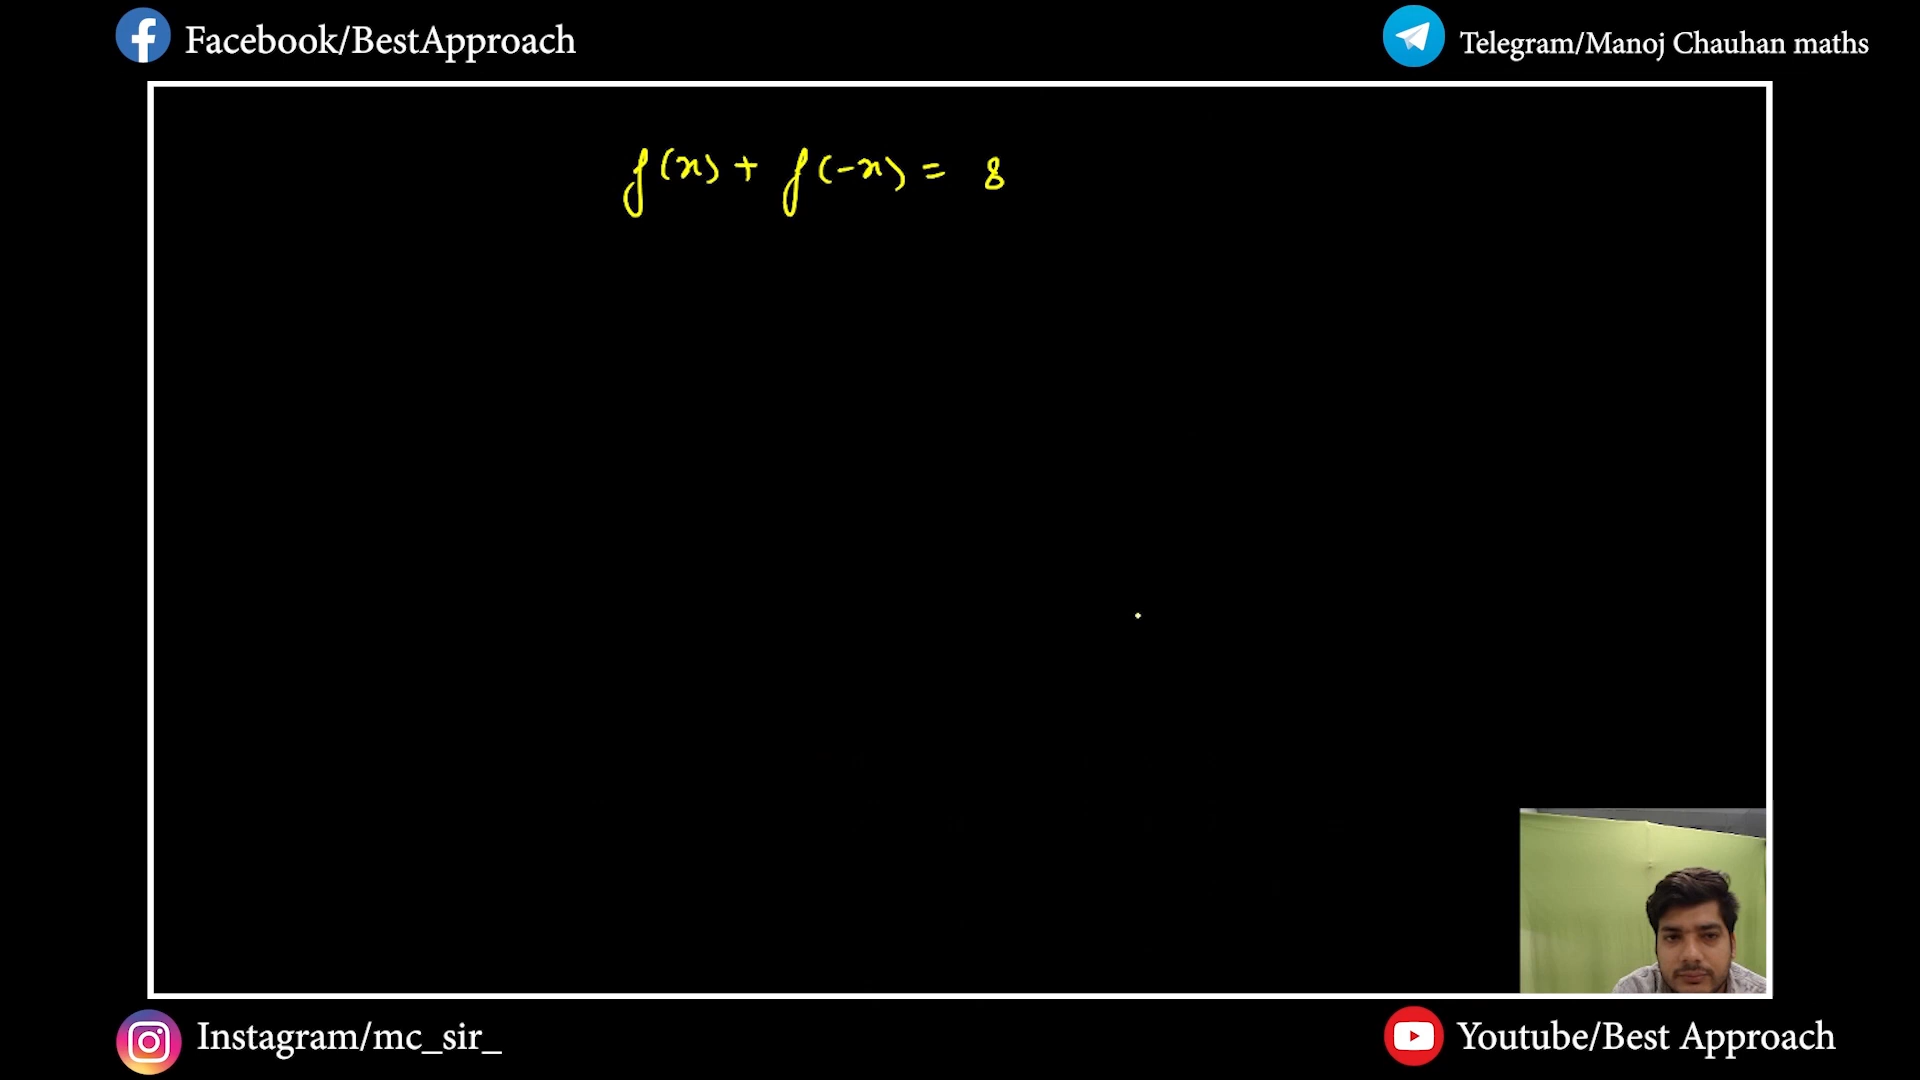 Facebook/BestApproach
Telegram/Manoj Chauhan maths
f(x) + f(-x) = 8
Instagram/mc_sir_
Youtube/Best Approach